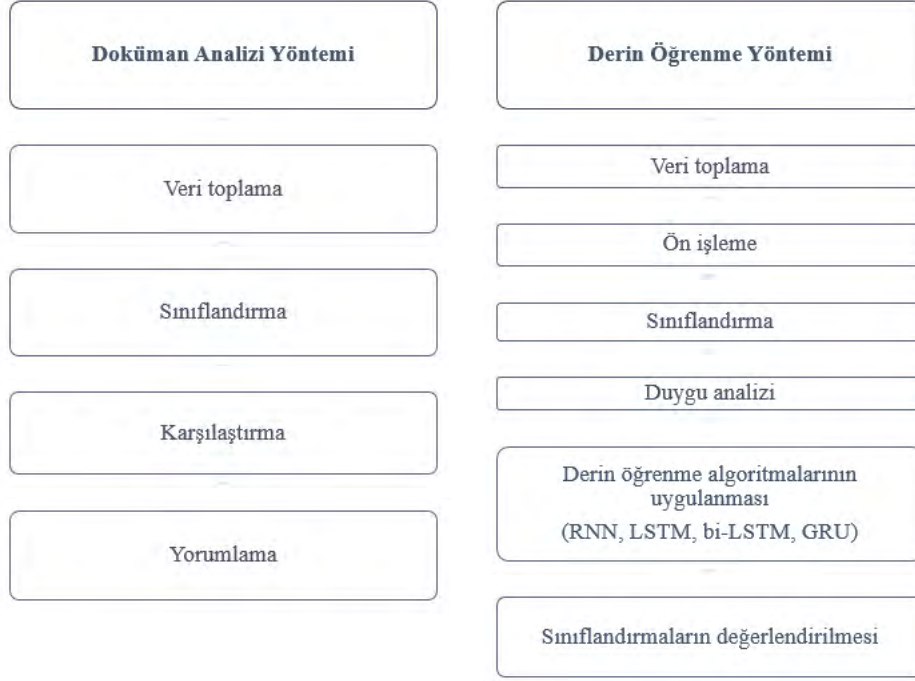 Doküman Analizi Yöntemi
Veri toplama
Sınıflandırma
Karşılaştırma
Yorumlama
Derin Öğrenme Yöntemi
Veri toplama
Ön işleme
Sınıflandırma
Duygu analizi
Derin öğrenme algoritmalarının
uygulanması
(RNN, LSTM, bi-LSTM, GRU)
Sınıflandırmaların değerlendirilmesi